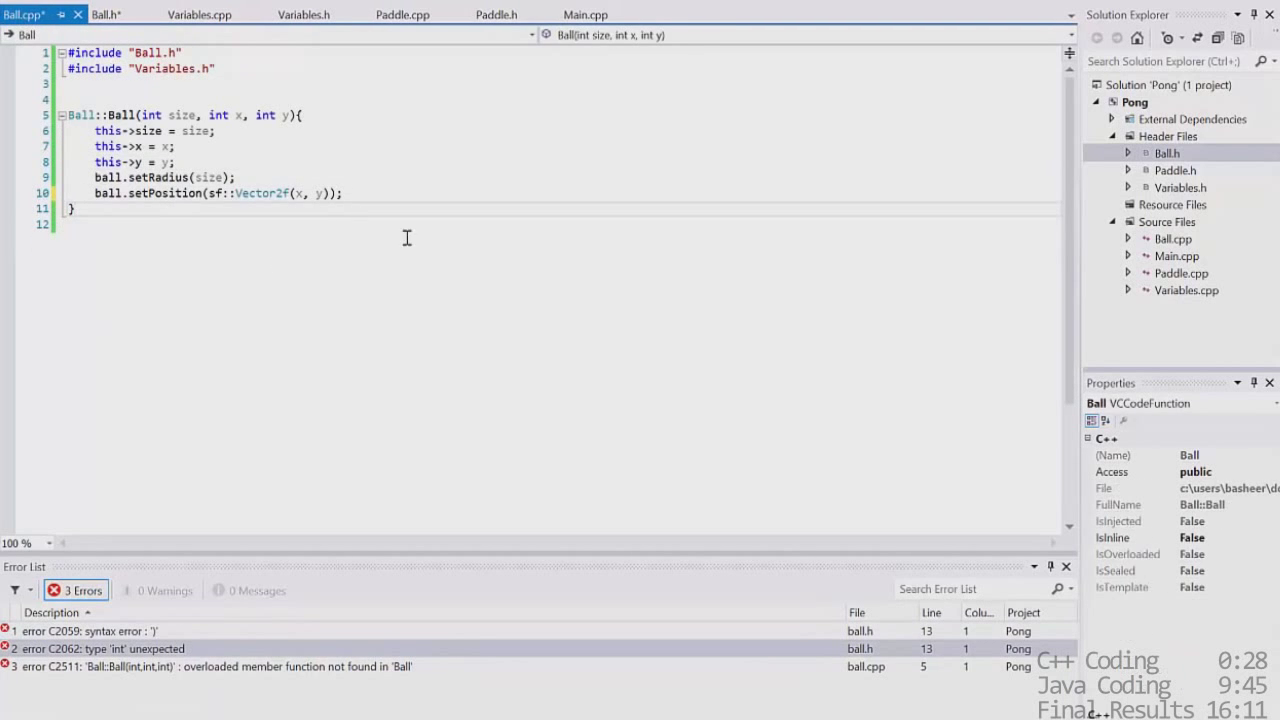 Ball.cpp* Ball.h* Variables.cpp Variables.h Paddle.cpp Paddle.h Main.cpp
Ball Ball(int size, int x, int y)
1 #include "Ball.h"
2 #include "Variables.h"
3
4
5 Ball::Ball(int size, int x, int y){
6 this->size = size;
7 this->x = x;
8 this->y = y;
9 ball.setRadius(size);
10 ball.setPosition(sf::Vector2f(x, y));
11 }
12
100 %
Solution Explorer
Search Solution Explorer (Ctrl+;)
Solution 'Pong' (1 project)
Pong
External Dependencies
Header Files
Ball.h
Paddle.h
Variables.h
Resource Files
Source Files
Ball.cpp
Main.cpp
Paddle.cpp
Variables.cpp
Properties
Ball VCCodeFunction
C++
(Name) Ball
Access public
File c:\users\basheer\do
FullName Ball::Ball
IsInjected False
IsInline False
IsOverloaded False
IsSealed False
IsTemplate False
C++
Error List
3 Errors 0 Warnings 0 Messages Search Error List
Description File Line Colu... Project
1 error C2059: syntax error : ')' ball.h 13 1 Pong
2 error C2062: type 'int' unexpected ball.h 13 1 Pong
3 error C2511: 'Ball::Ball(int,int,int)' : overloaded member function not found in 'Ball' ball.cpp 5 1 Pong
C++ Coding 0:28
Java Coding 9:45
Final Results 16:11